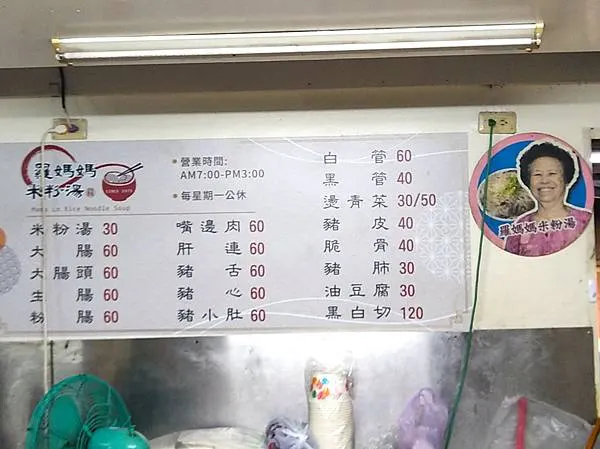 羅媽媽
米粉湯
SINCE 1975
Mama Lo Rice Noodle Soup
營業時間:
AM7:00-PM3:00
每星期一公休
米粉湯 30
大腸 60
大腸頭 60
生腸 60
粉腸 60
嘴邊肉 60
肝連 60
豬舌 60
豬心 60
豬小肚 60
白管 60
黑管 40
燙青菜 30/50
豬皮 40
脆骨 40
豬肺 30
油豆腐 30
黑白切 120
羅媽媽米粉湯